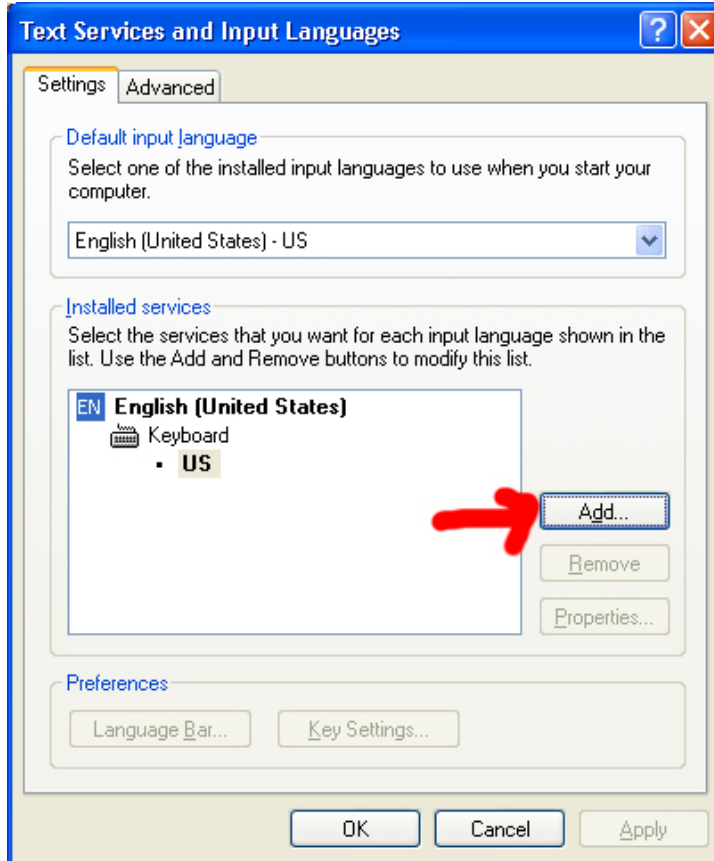 Text Services and Input Languages
Settings
Advanced
Default input language
Select one of the installed input languages to use when you start your
computer.
English (United States) - US
Installed services
Select the services that you want for each input language shown in the
list. Use the Add and Remove buttons to modify this list.
EN English (United States)
Keyboard
US
Add...
Remove
Properties...
Preferences
Language Bar...
Key Settings...
OK
Cancel
Apply